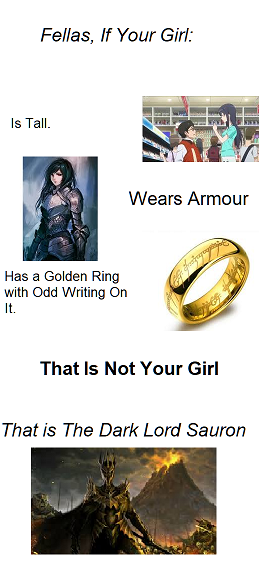 Fellas, If Your Girl:
Is Tall.
Wears Armour
Has a Golden Ring
with Odd Writing On
It.
That Is Not Your Girl
That is The Dark Lord Sauron